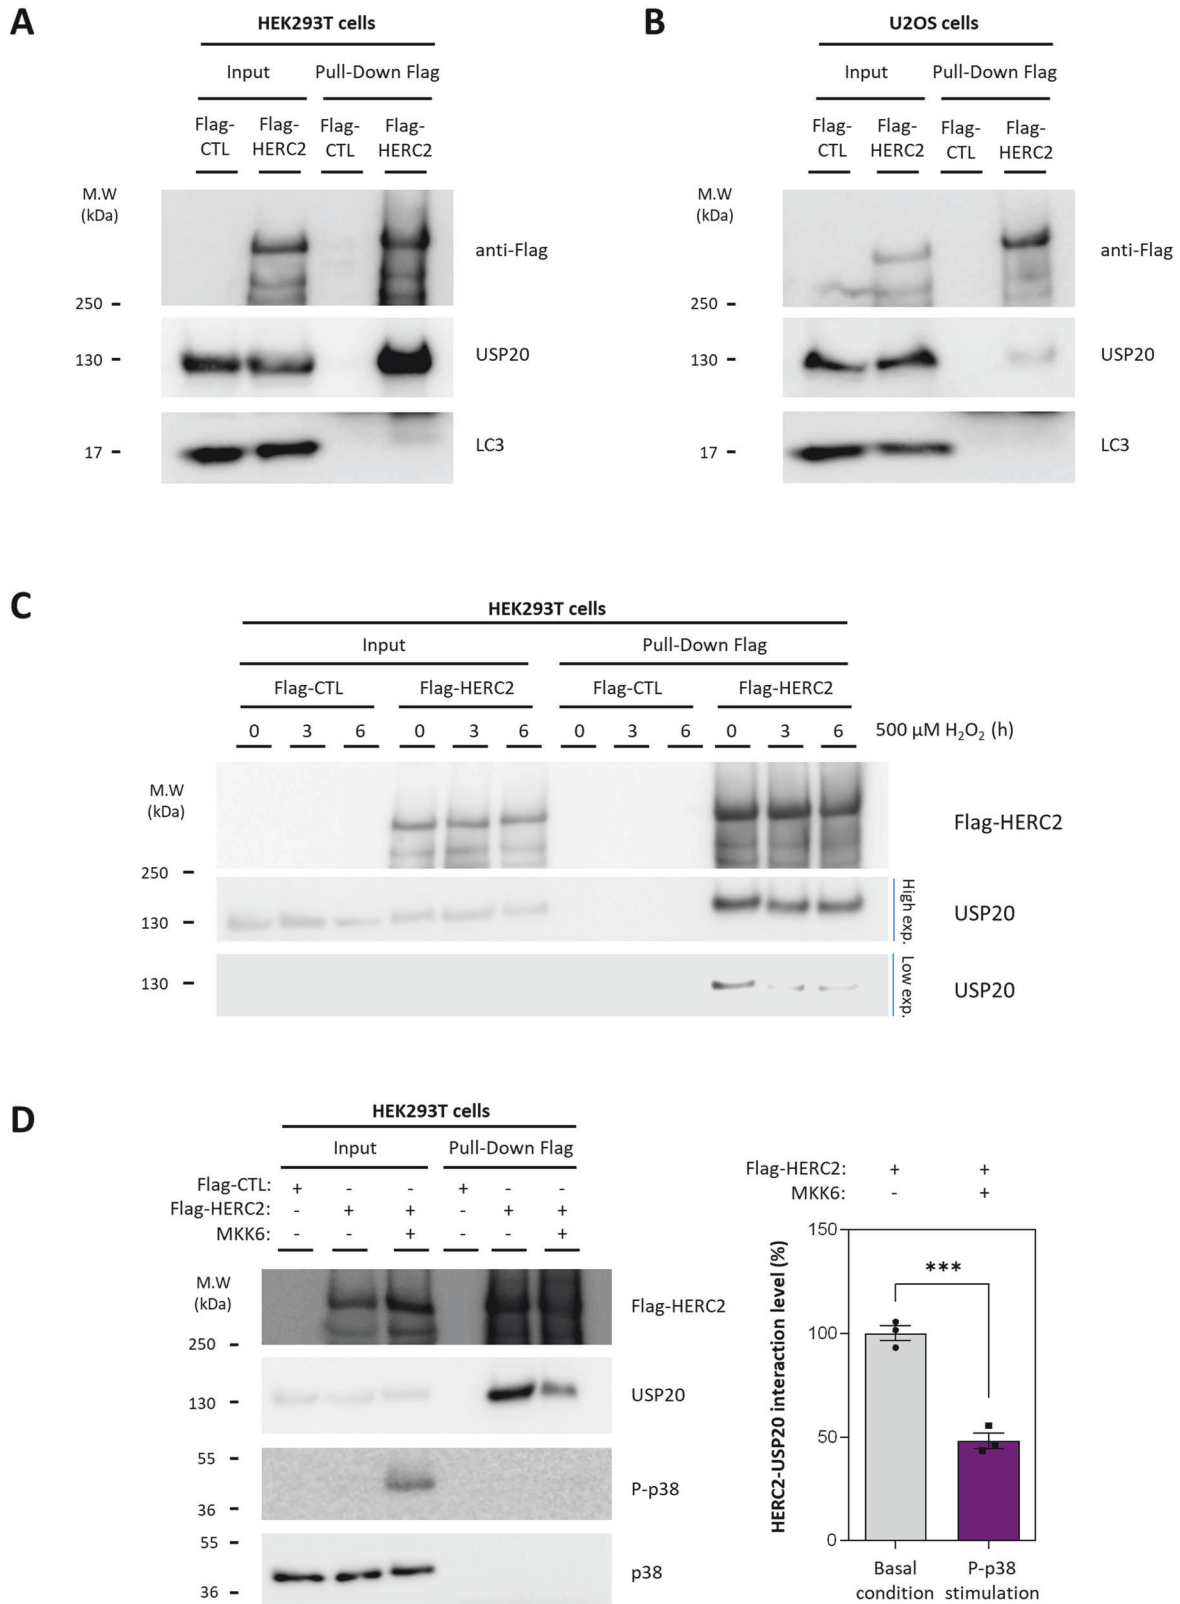 A
HEK293T cells
Input Pull-Down Flag
Flag-CTL Flag-HERC2 Flag-CTL Flag-HERC2
M.W (kDa)
anti-Flag
250
130 USP20
17 LC3
B
U2OS cells
Input Pull-Down Flag
Flag-CTL Flag-HERC2 Flag-CTL Flag-HERC2
M.W (kDa)
anti-Flag
250
130 USP20
17 LC3
C
HEK293T cells
Input Pull-Down Flag
Flag-CTL Flag-HERC2 Flag-CTL Flag-HERC2
0 3 6 0 3 6 0 3 6 0 3 6 500 µM H₂O₂ (h)
M.W (kDa)
Flag-HERC2
250
130 High exp. USP20
130 Low exp. USP20
D
HEK293T cells
Input Pull-Down Flag
Flag-CTL: + - - + - -
Flag-HERC2: - + + - + +
MKK6: - - + - - +
M.W (kDa)
Flag-HERC2
250
USP20
130
55
P-p38
36
55
p38
36
Flag-HERC2: + +
MKK6: - +
HERC2-USP20 interaction level (%)
150
***
100
50
0
Basal condition P-p38 stimulation